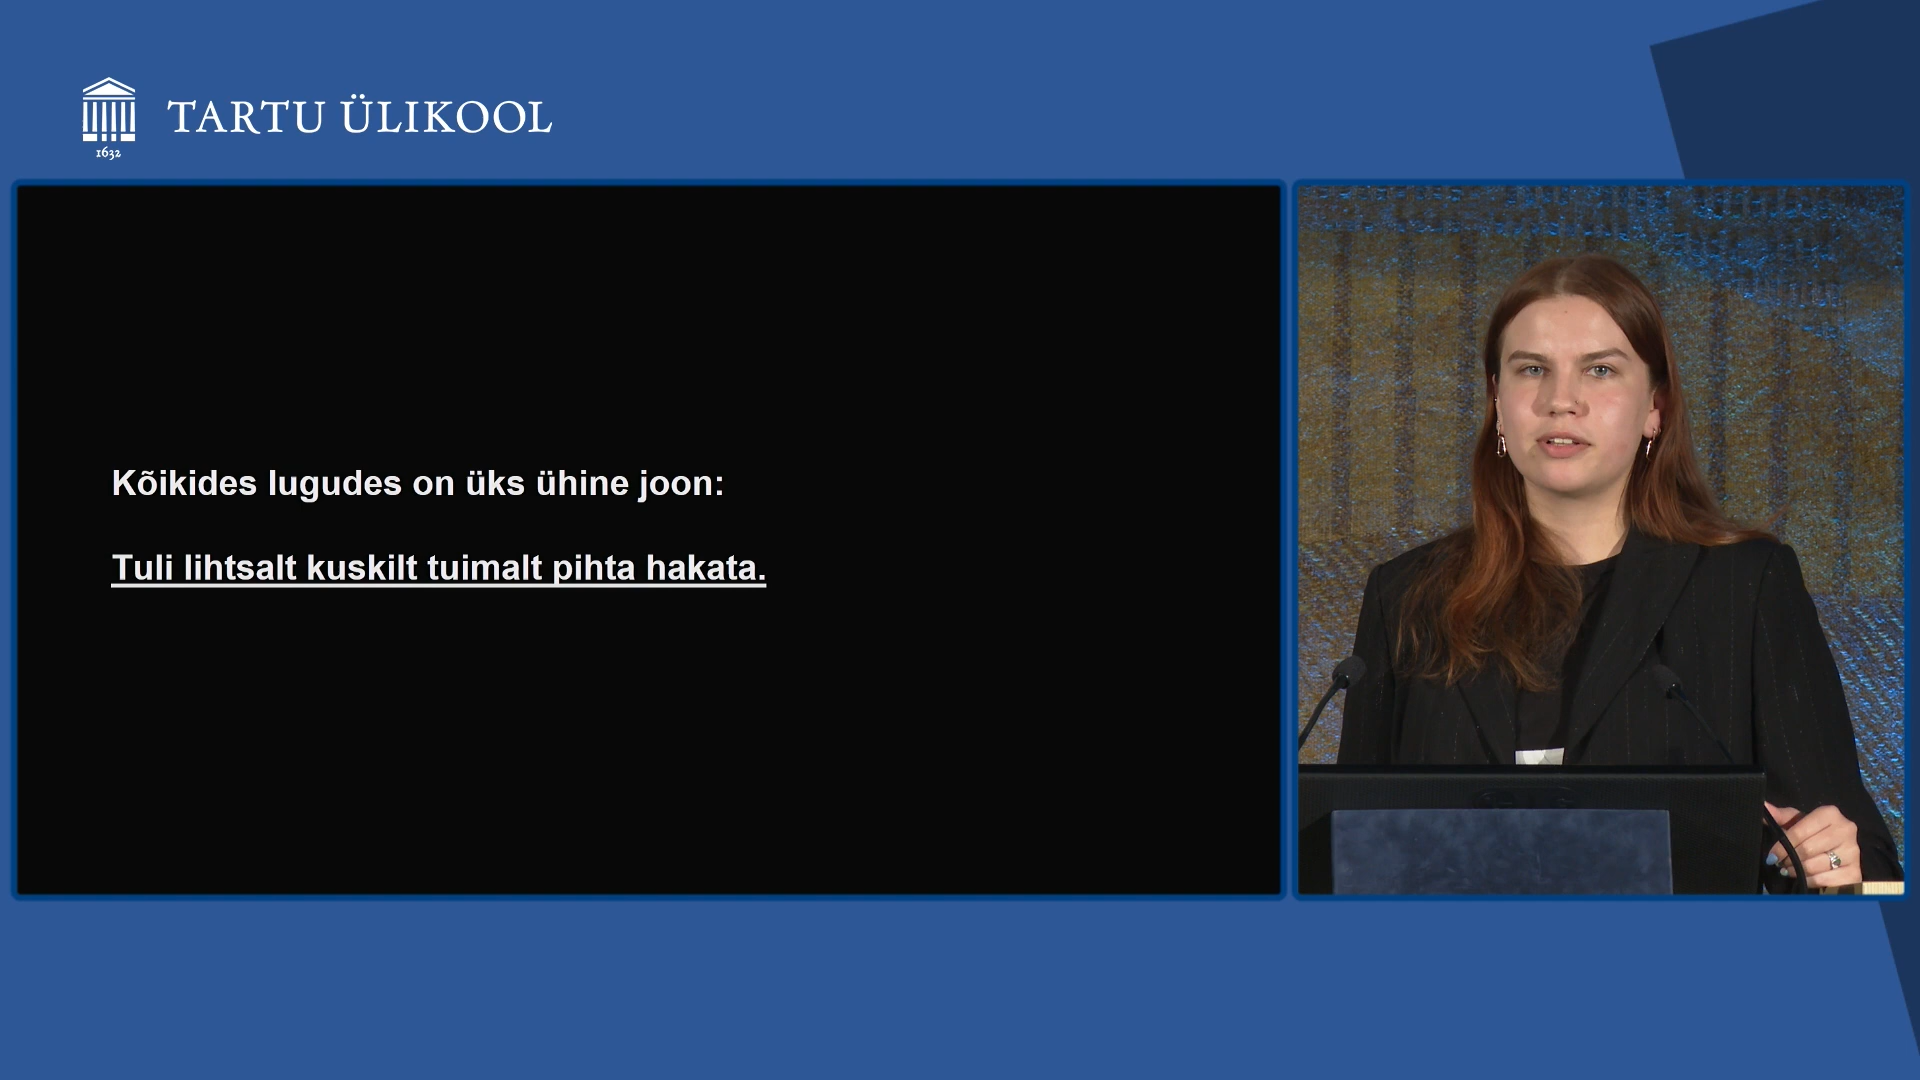 TARTU ÜLIKOOL
1632
Kõikides lugudes on üks ühine joon:
Tuli lihtsalt kuskilt tuimalt pihta hakata.